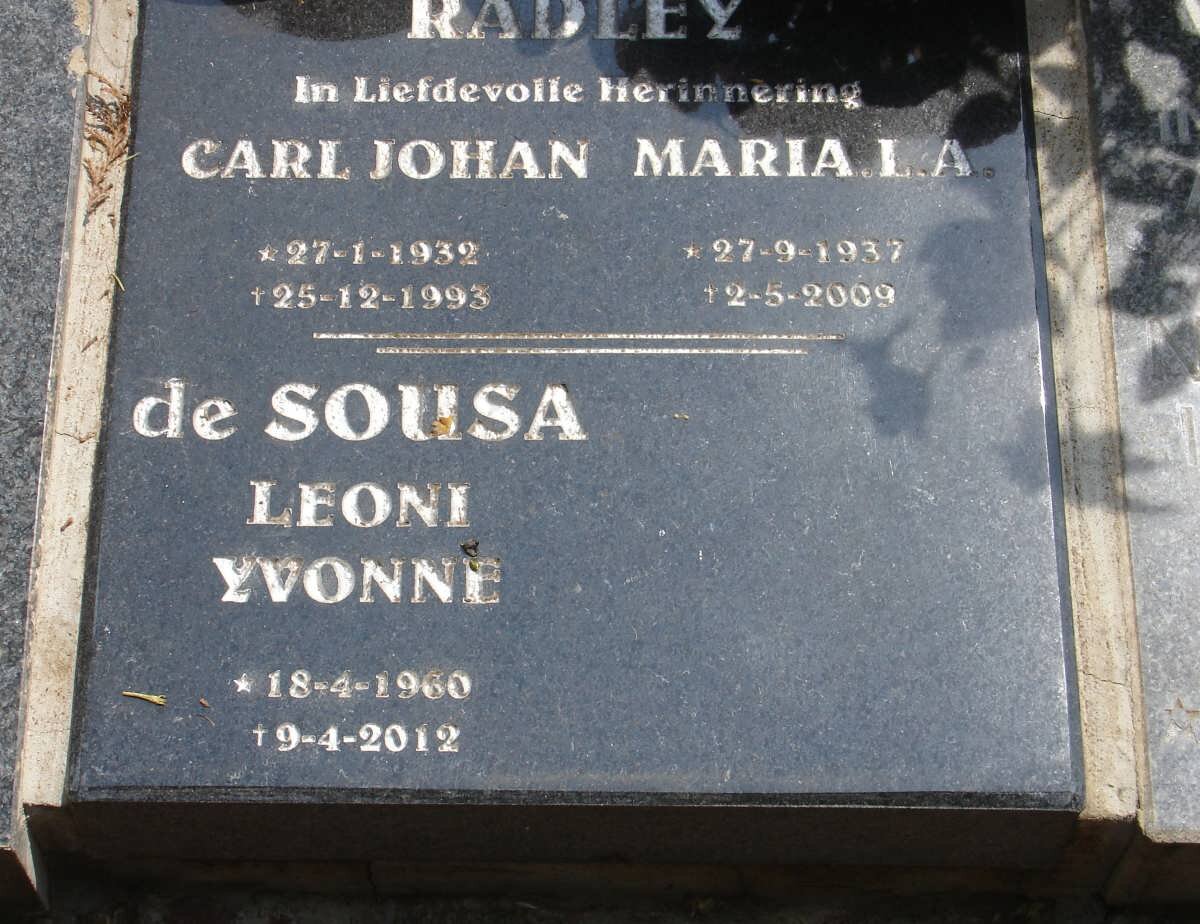 RADLEY
In Liefdevolle Herinnering
CARL JOHAN MARIA.L.A.
★27-1-1932 ★27-9-1937
†25-12-1993 †2-5-2009
de SOUSA
LEONI
YVONNE
★18-4-1960
†9-4-2012